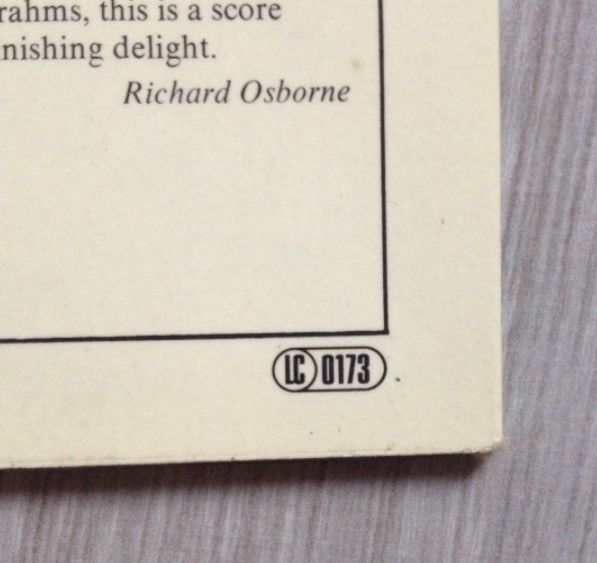 rahms, this is a score
nishing delight.
Richard Osborne
LC 0173